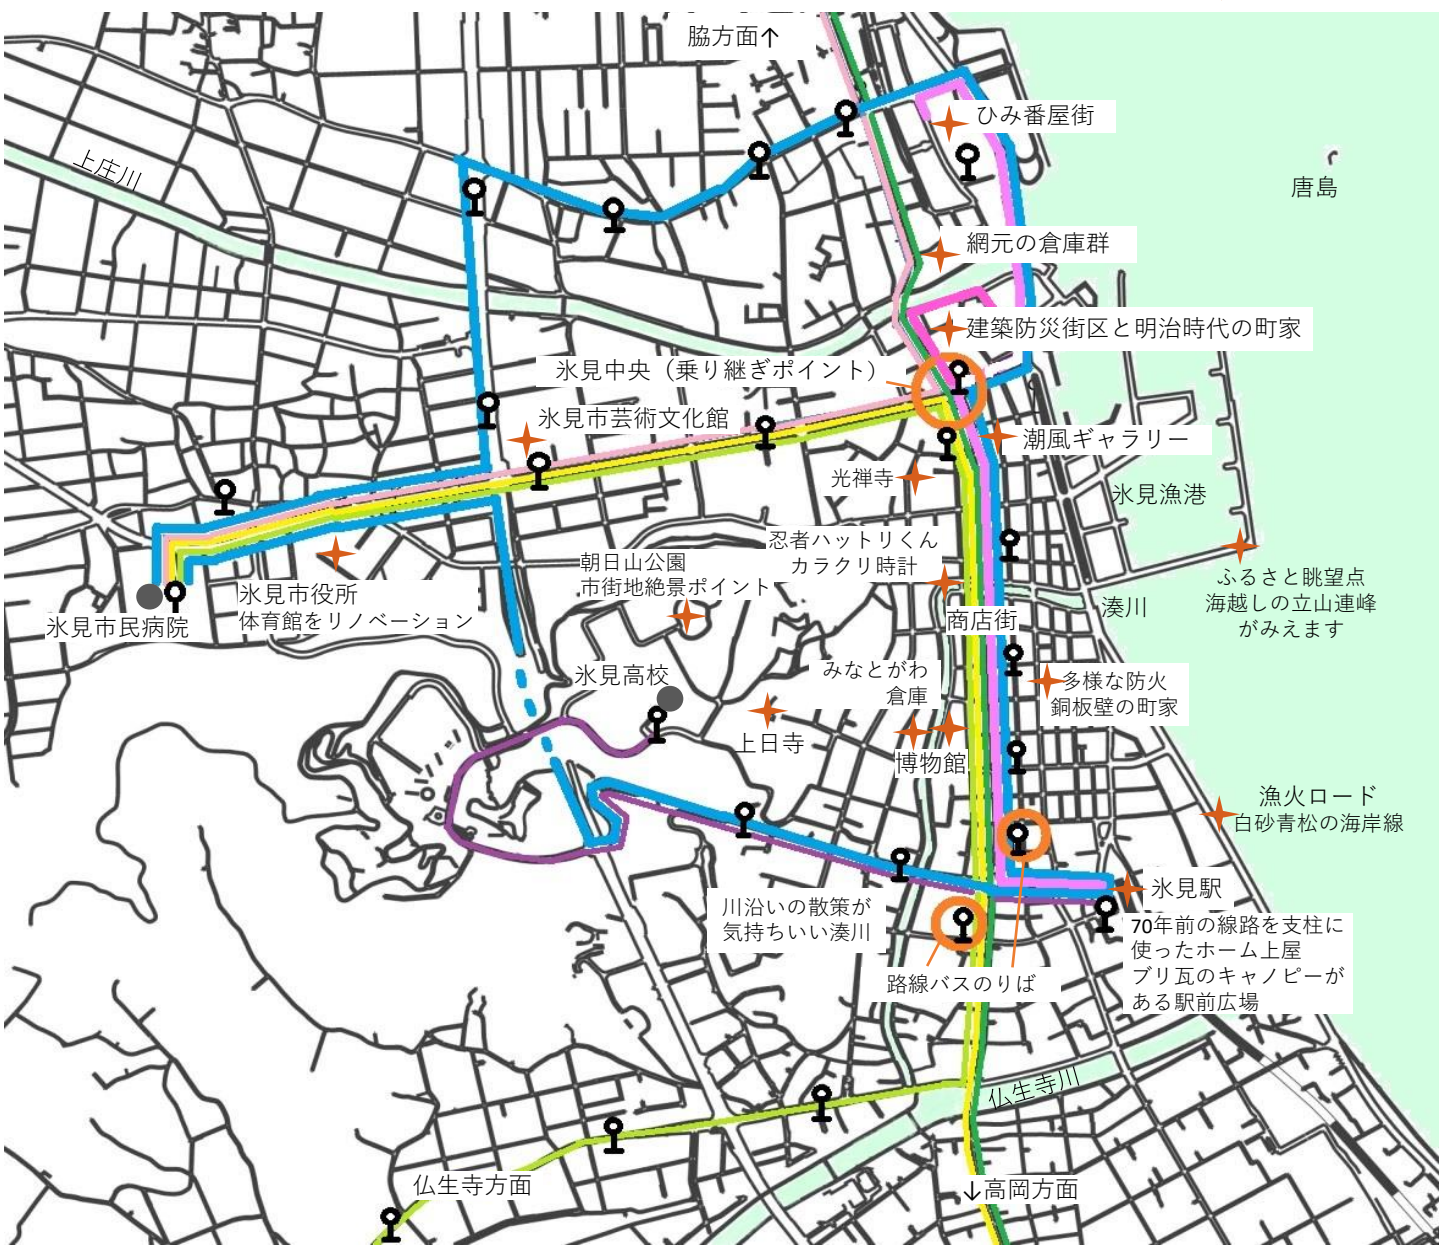 脇方面↑
ひみ番屋街
上庄川
唐島
網元の倉庫群
建築防災街区と明治時代の町家
氷見中央（乗り継ぎポイント）
氷見市芸術文化館
潮風ギャラリー
光禅寺
氷見漁港
忍者ハットリくん
カラクリ時計
朝日山公園
市街地絶景ポイント
ふるさと眺望点
海越しの立山連峰
がみえます
氷見市役所
体育館をリノベーション
氷見市民病院
商店街
湊川
氷見高校
みなとがわ
倉庫
多様な防火
銅板壁の町家
上日寺
博物館
漁火ロード
白砂青松の海岸線
氷見駅
川沿いの散策が
気持ちいい湊川
70年前の線路を支柱に
使ったホーム上屋
ブリ瓦のキャノピーが
ある駅前広場
路線バスのりば
仏生寺川
仏生寺方面
↓高岡方面